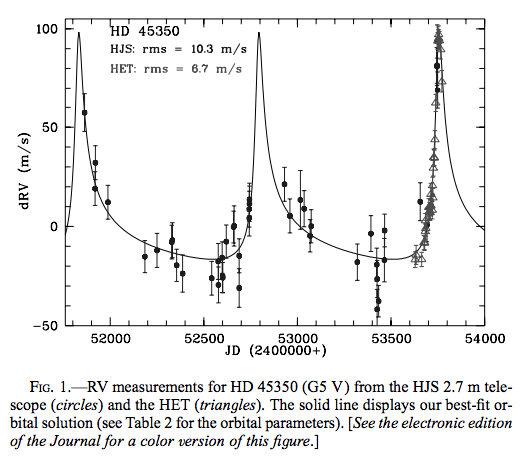 HD 45350
HJS: rms = 10.3 m/s
HET: rms = 6.7 m/s
100
50
0
−50
dRV (m/s)
52000 52500 53000 53500 54000
JD (2400000+)
FIG. 1.—RV measurements for HD 45350 (G5 V) from the HJS 2.7 m tele-
scope (circles) and the HET (triangles). The solid line displays our best-fit or-
bital solution (see Table 2 for the orbital parameters). [See the electronic edition
of the Journal for a color version of this figure.]